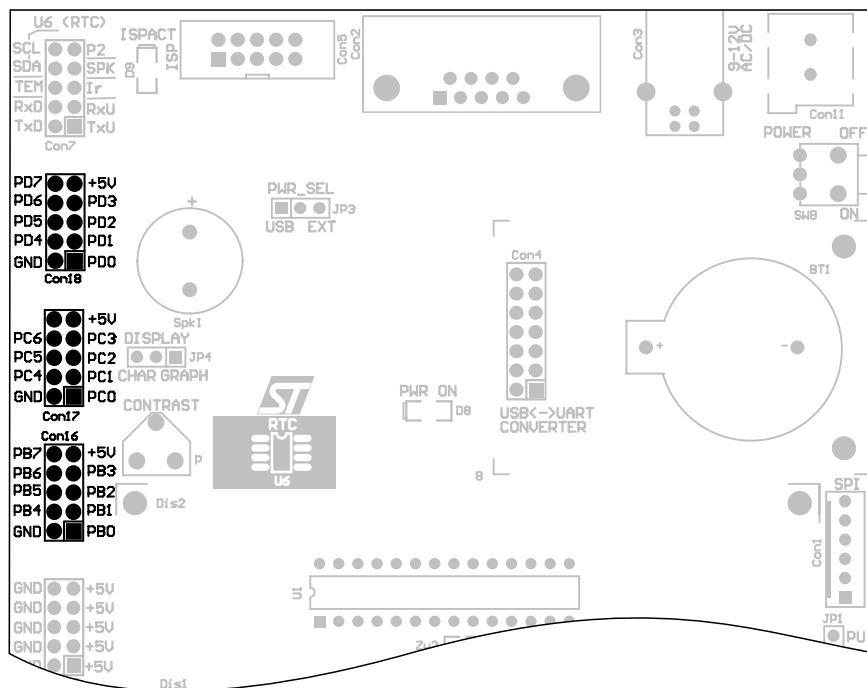 U6 (RTC)
SCL P2
SDA SPK
TEM Ir
RxD RxU
TxD TxU
Con7
ISPACT
D9
ISP
Con5
Con2
Con3
9-12V
AC/DC
Con11
POWER OFF
SW8 ON
PD7 +5V
PD6 PD3
PD5 PD2
PD4 PD1
GND PD0
Con18
+
Spk1
PWR_SEL
JP3
USB EXT
Con4
BT1
+ -
+5V
PC6 PC3
PC5 PC2
PC4 PC1
GND PC0
Con17
DISPLAY
JP4
CHAR GRAPH
CONTRAST
P
ST
RTC
U6
PWR ON
D8
USB<->UART
CONVERTER
8
Con16
PB7 +5V
PB6 PB3
PB5 PB2
PB4 PB1
GND PB0
Dis2
SPI
Con1
JP1
PU
U1
GND +5V
GND +5V
GND +5V
GND +5V
+5V
Dis1